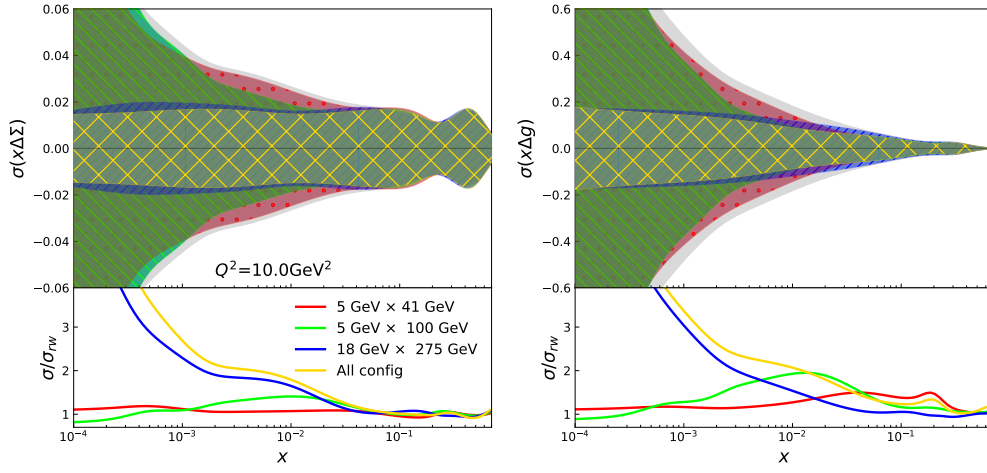 0.06
0.04
0.02
0.00
−0.02
−0.04
−0.06
σ(xΔΣ)
Q²=10.0GeV²
3
2
1
σ/σrw
5 GeV × 41 GeV
5 GeV × 100 GeV
18 GeV × 275 GeV
All config
10⁻⁴
10⁻³
10⁻²
10⁻¹
x
0.6
0.4
0.2
0.0
−0.2
−0.4
−0.6
σ(xΔg)
3
2
1
σ/σrw
10⁻⁴
10⁻³
10⁻²
10⁻¹
x